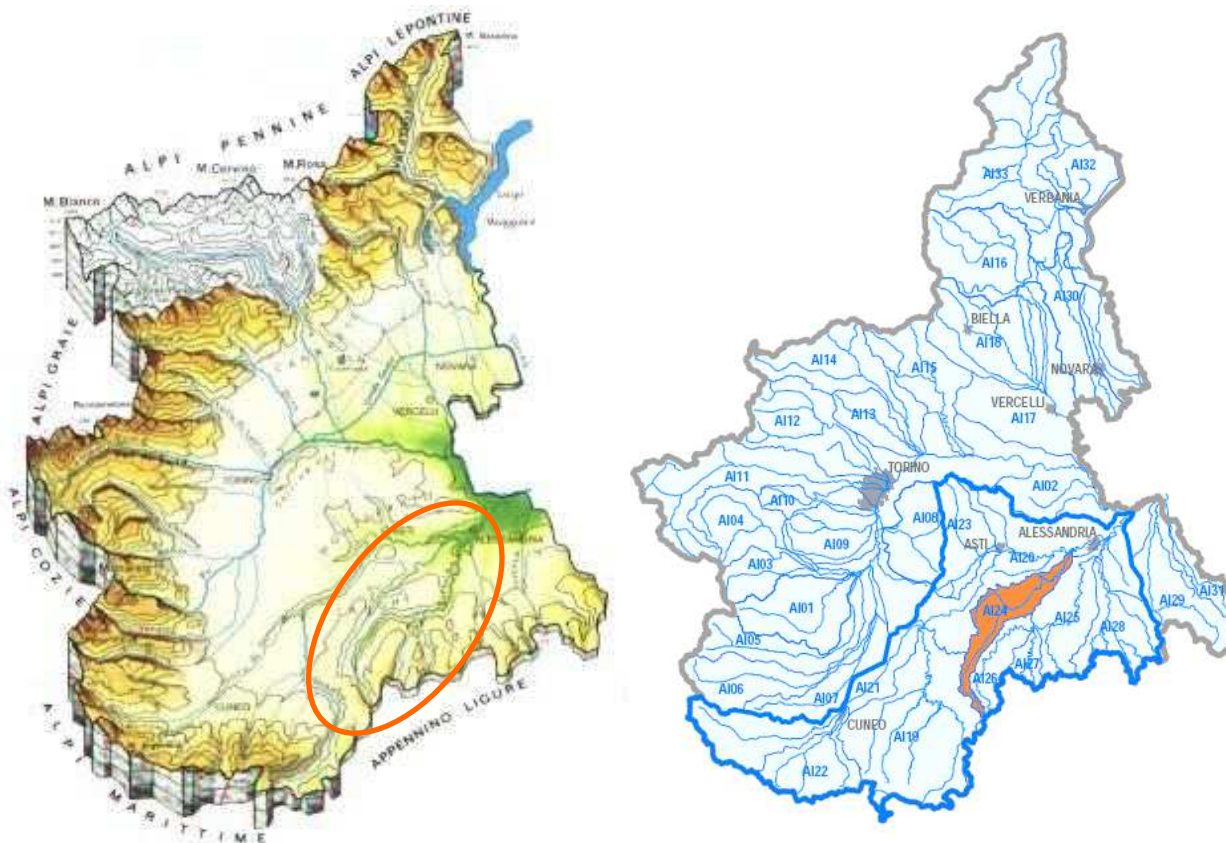 ALPI LEPONTINE
ALPI PENNINE
M. Cervino
M. Rosa
M. Bianco
ALPI GRAIE
NOVARA
VERCELLI
TORINO
ALPI COZIE
CUNEO
ALPI MARITTIME
APPENNINO LIGURE
AI33
AI32
VERBANIA
AI16
AI30
BIELLA
AI18
AI14
AI15
NOVARA
VERCELLI
AI17
AI12
AI13
TORINO
AI11
AI10
AI02
AI04
AI08
AI23
ALESSANDRIA
AI09
ASTI
AI20
AI03
AI31
AI01
AI24
AI29
AI25
AI28
AI05
AI27
AI26
AI06
AI07
AI21
CUNEO
AI19
AI22